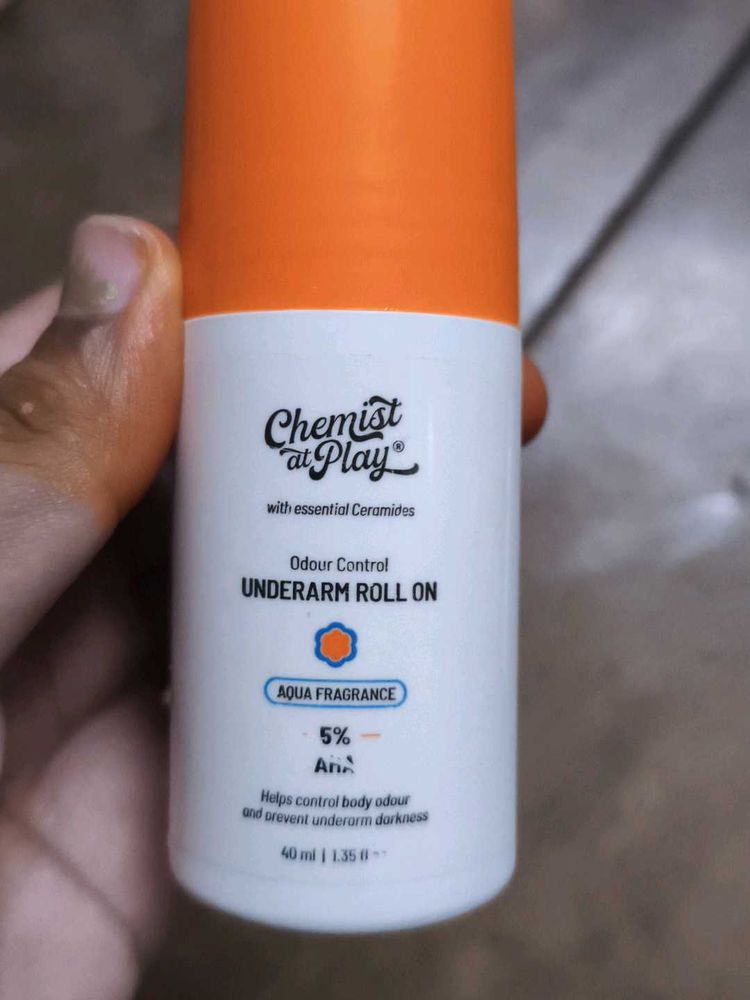 Chemist
at Play®
with essential Ceramides
Odour Control
UNDERARM ROLL ON
AQUA FRAGRANCE
5%
AHA
Helps control body odour
and prevent underarm darkness
40 ml | 1.35 fl